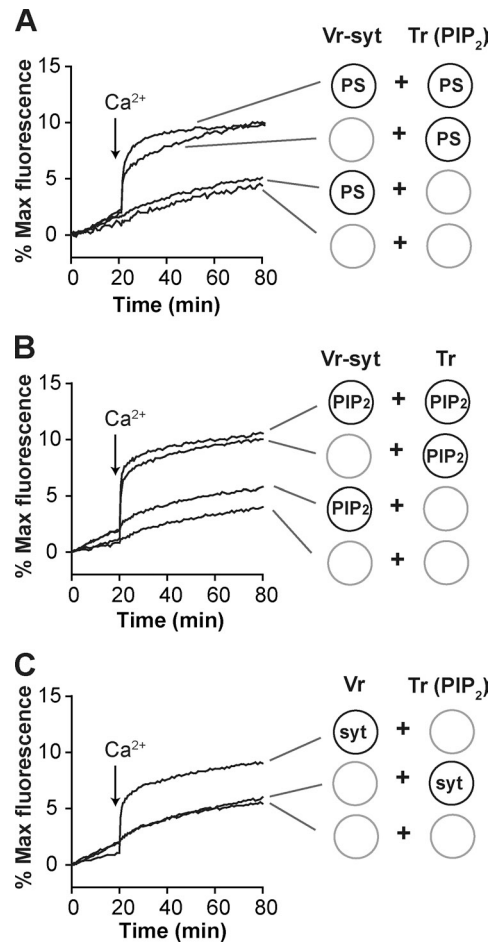 A
Vr-syt Tr (PIP₂)
% Max fluorescence
15
10
5
0
Ca²⁺
0 20 40 60 80
Time (min)
PS + PS
+ PS
PS +
+
B
Vr-syt Tr
% Max fluorescence
15
10
5
0
Ca²⁺
0 20 40 60 80
Time (min)
PIP₂ + PIP₂
+ PIP₂
PIP₂ +
+
C
Vr Tr (PIP₂)
% Max fluorescence
15
10
5
0
Ca²⁺
0 20 40 60 80
Time (min)
syt +
+ syt
+